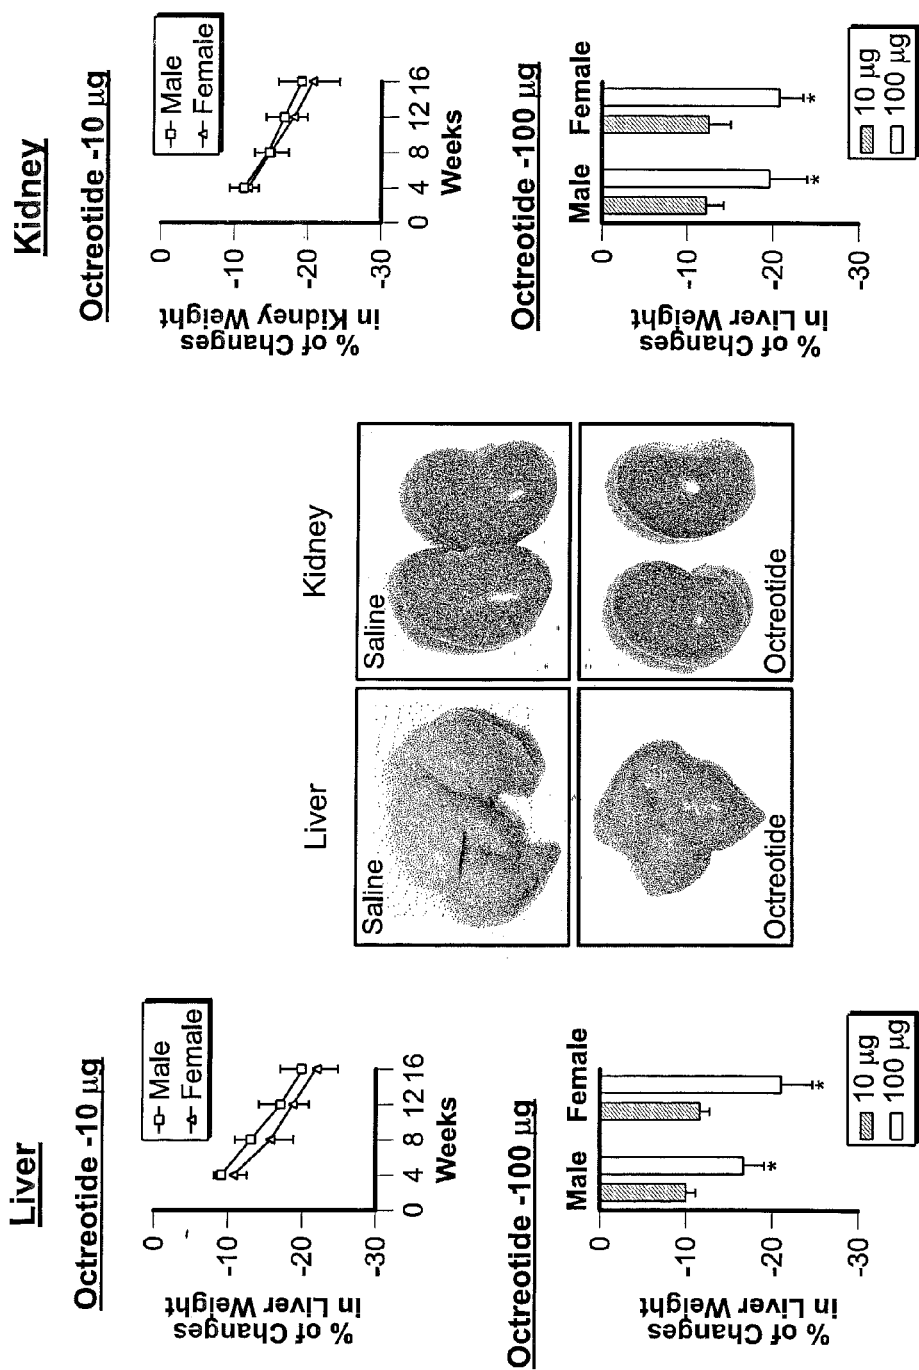 Liver
Octreotide -10 µg
Male
Female
0
-10
-20
-30
% of Changes
in Liver Weight
0 4 8 12 16
Weeks
Octreotide -100 µg
Male Female
0
-10
-20
-30
% of Changes
in Liver Weight
*
*
10 µg
100 µg
Liver
Kidney
Saline
Saline
Octreotide
Octreotide
Kidney
Octreotide -10 µg
Male
Female
0
-10
-20
-30
% of Changes
in Kidney Weight
0 4 8 12 16
Weeks
Octreotide -100 µg
Male Female
0
-10
-20
-30
% of Changes
in Liver Weight
*
*
10 µg
100 µg